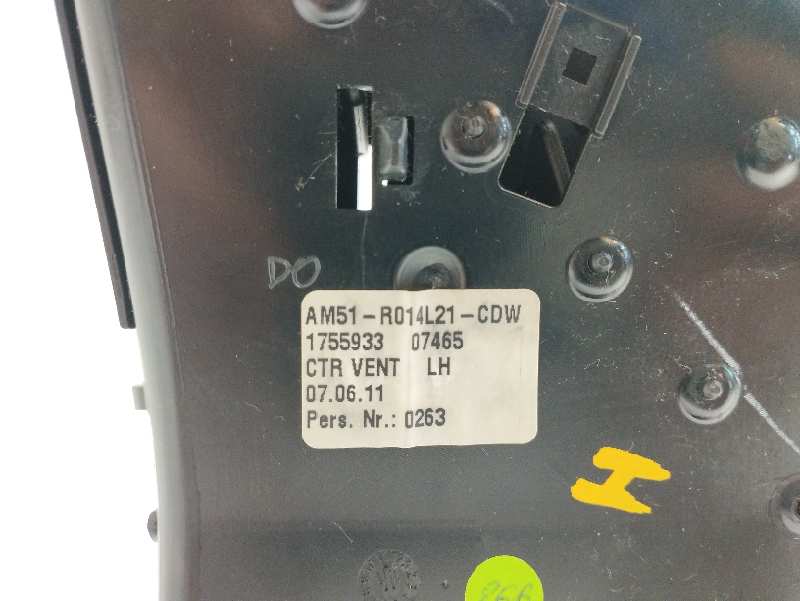 DO
AM51-R014L21-CDW
1755933 07465
CTR VENT LH
07.06.11
Pers. Nr.: 0263
H